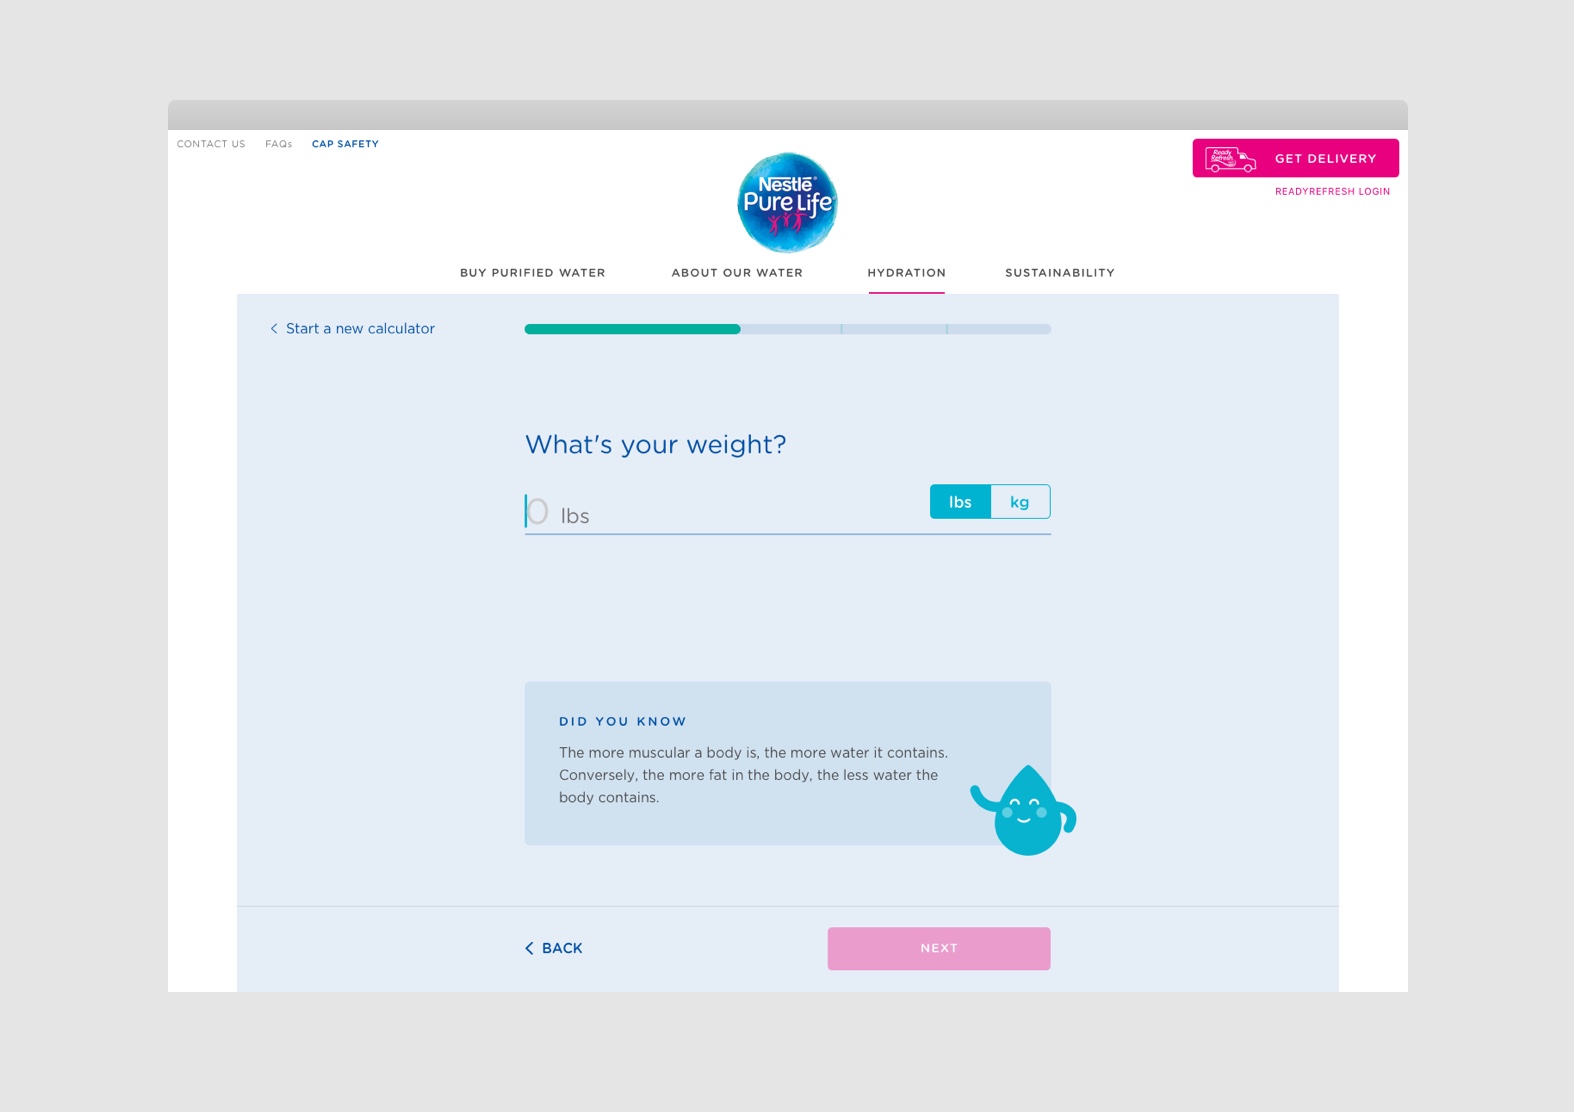 CONTACT US
FAQs
CAP SAFETY
Ready
Refresh
GET DELIVERY
READYREFRESH LOGIN
Nestlé®
Pure Life®
BUY PURIFIED WATER
ABOUT OUR WATER
HYDRATION
SUSTAINABILITY
Start a new calculator
What's your weight?
0 lbs
lbs
kg
DID YOU KNOW
The more muscular a body is, the more water it contains.
Conversely, the more fat in the body, the less water the
body contains.
BACK
NEXT